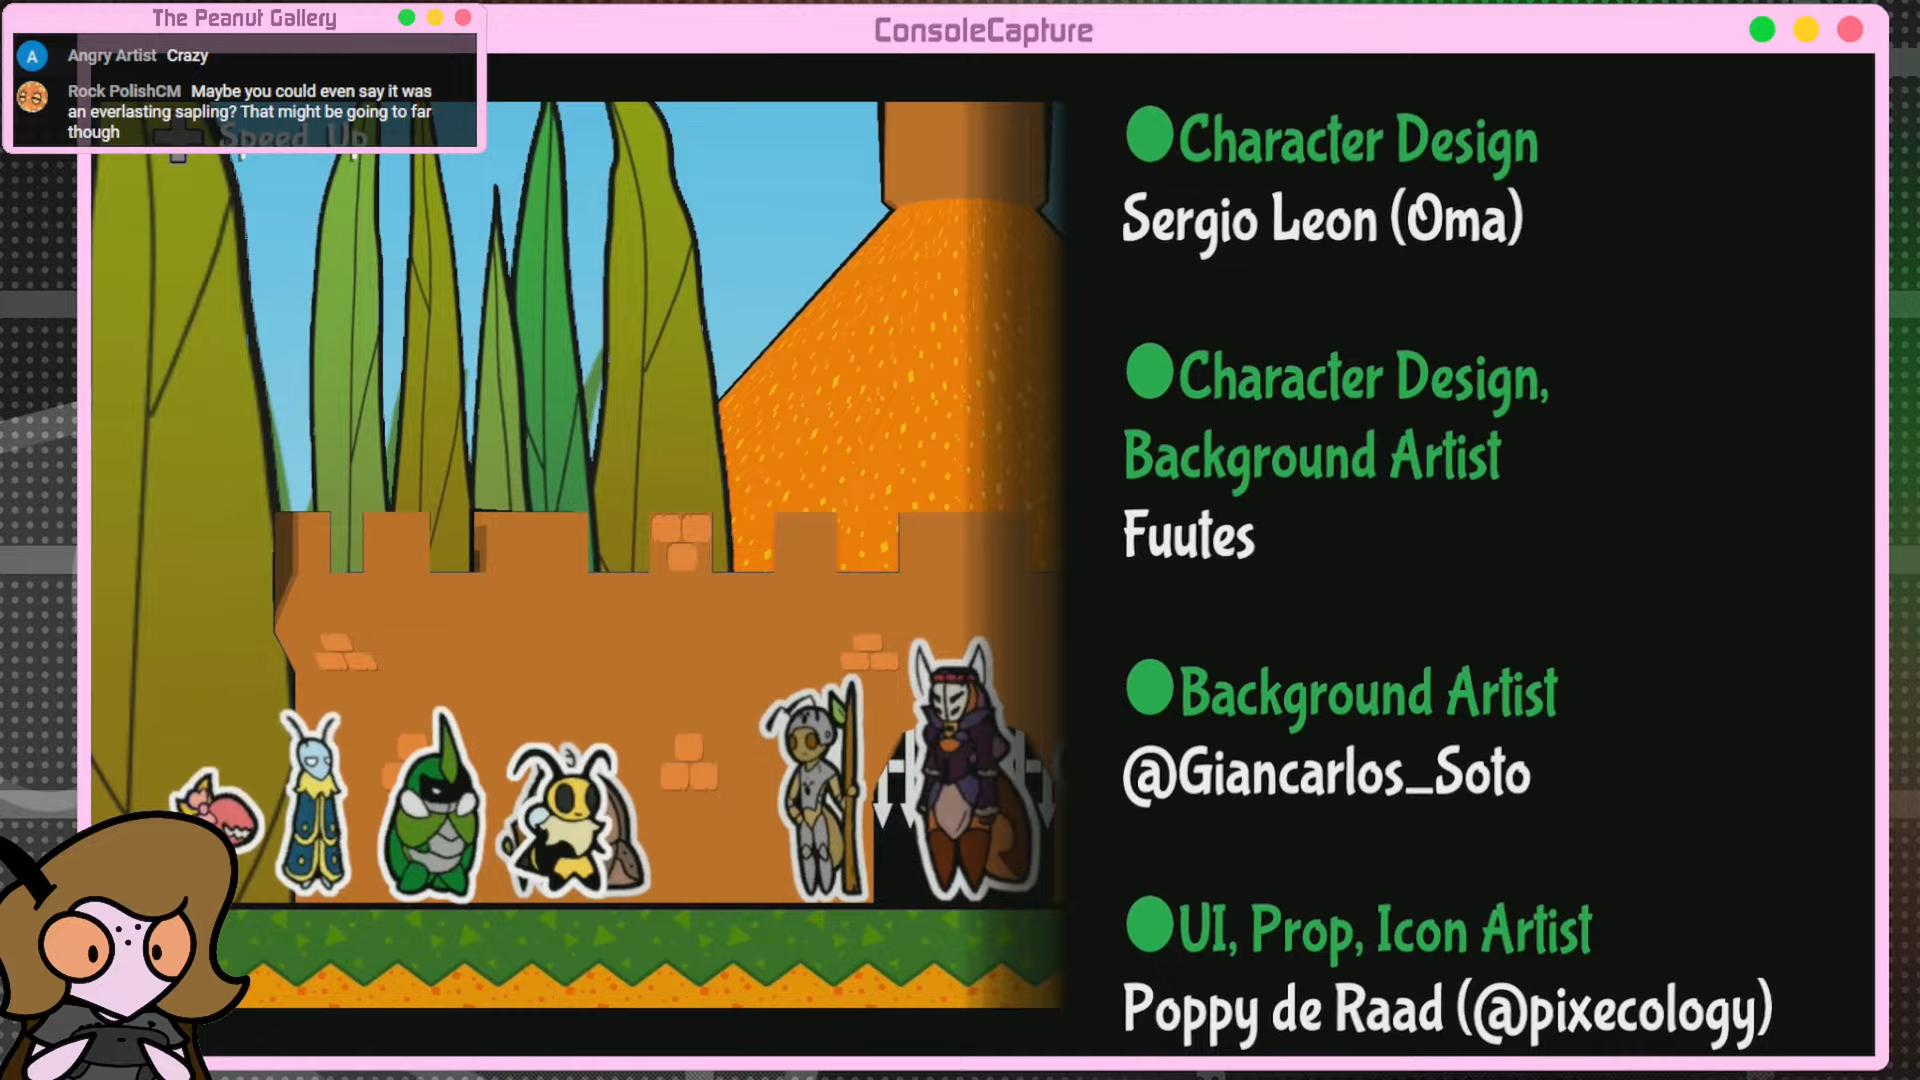 The Peanut Gallery
A
Angry Artist Crazy
Rock PolishCM Maybe you could even say it was
an everlasting sapling? That might be going to far
though
Speed Up
ConsoleCapture
Character Design
Sergio Leon (Oma)
Character Design,
Background Artist
Fuutes
Background Artist
@Giancarlos_Soto
UI, Prop, Icon Artist
Poppy de Raad (@pixecology)